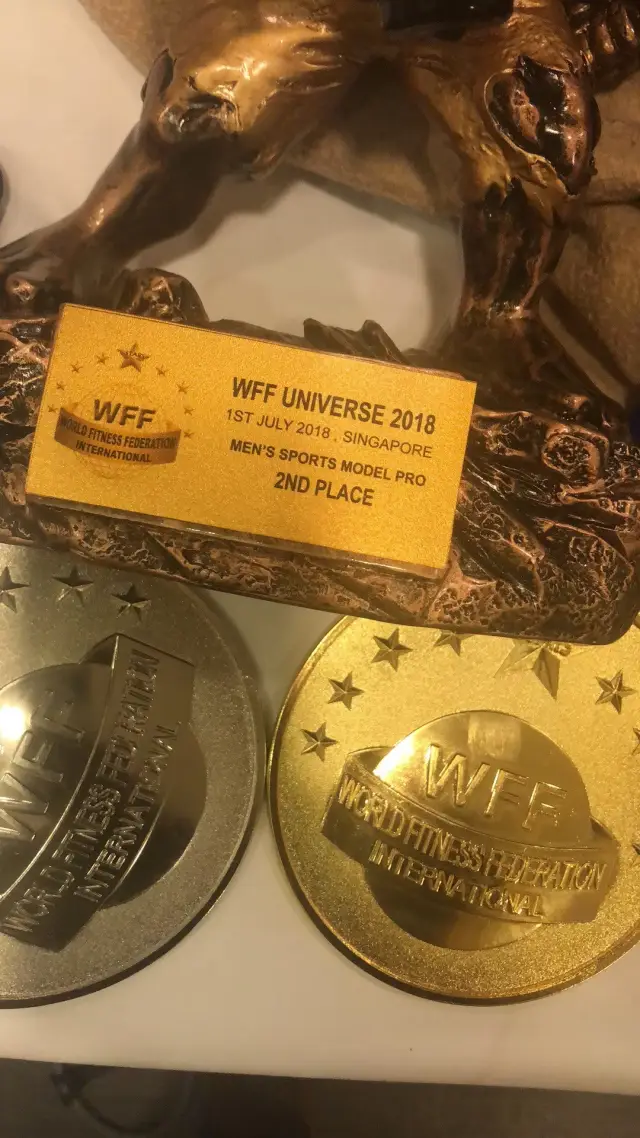 WFF
WORLD FITNESS FEDERATION
INTERNATIONAL
WFF UNIVERSE 2018
1ST JULY 2018 , SINGAPORE
MEN'S SPORTS MODEL PRO
2ND PLACE
WFF
WORLD FITNESS FEDERATION
INTERNATIONAL
WFF
WORLD FITNESS FEDERATION
INTERNATIONAL